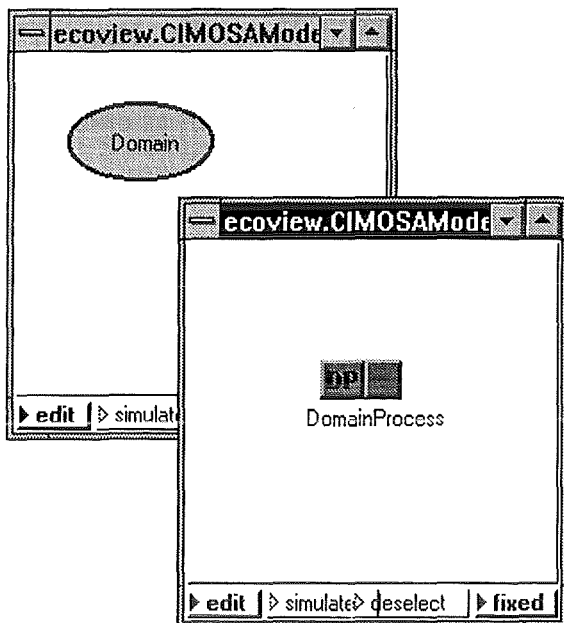 ecoview.CIMOSAMode
Domain
edit simulate
ecoview.CIMOSAMode
DP
DomainProcess
edit simulate deselect fixed